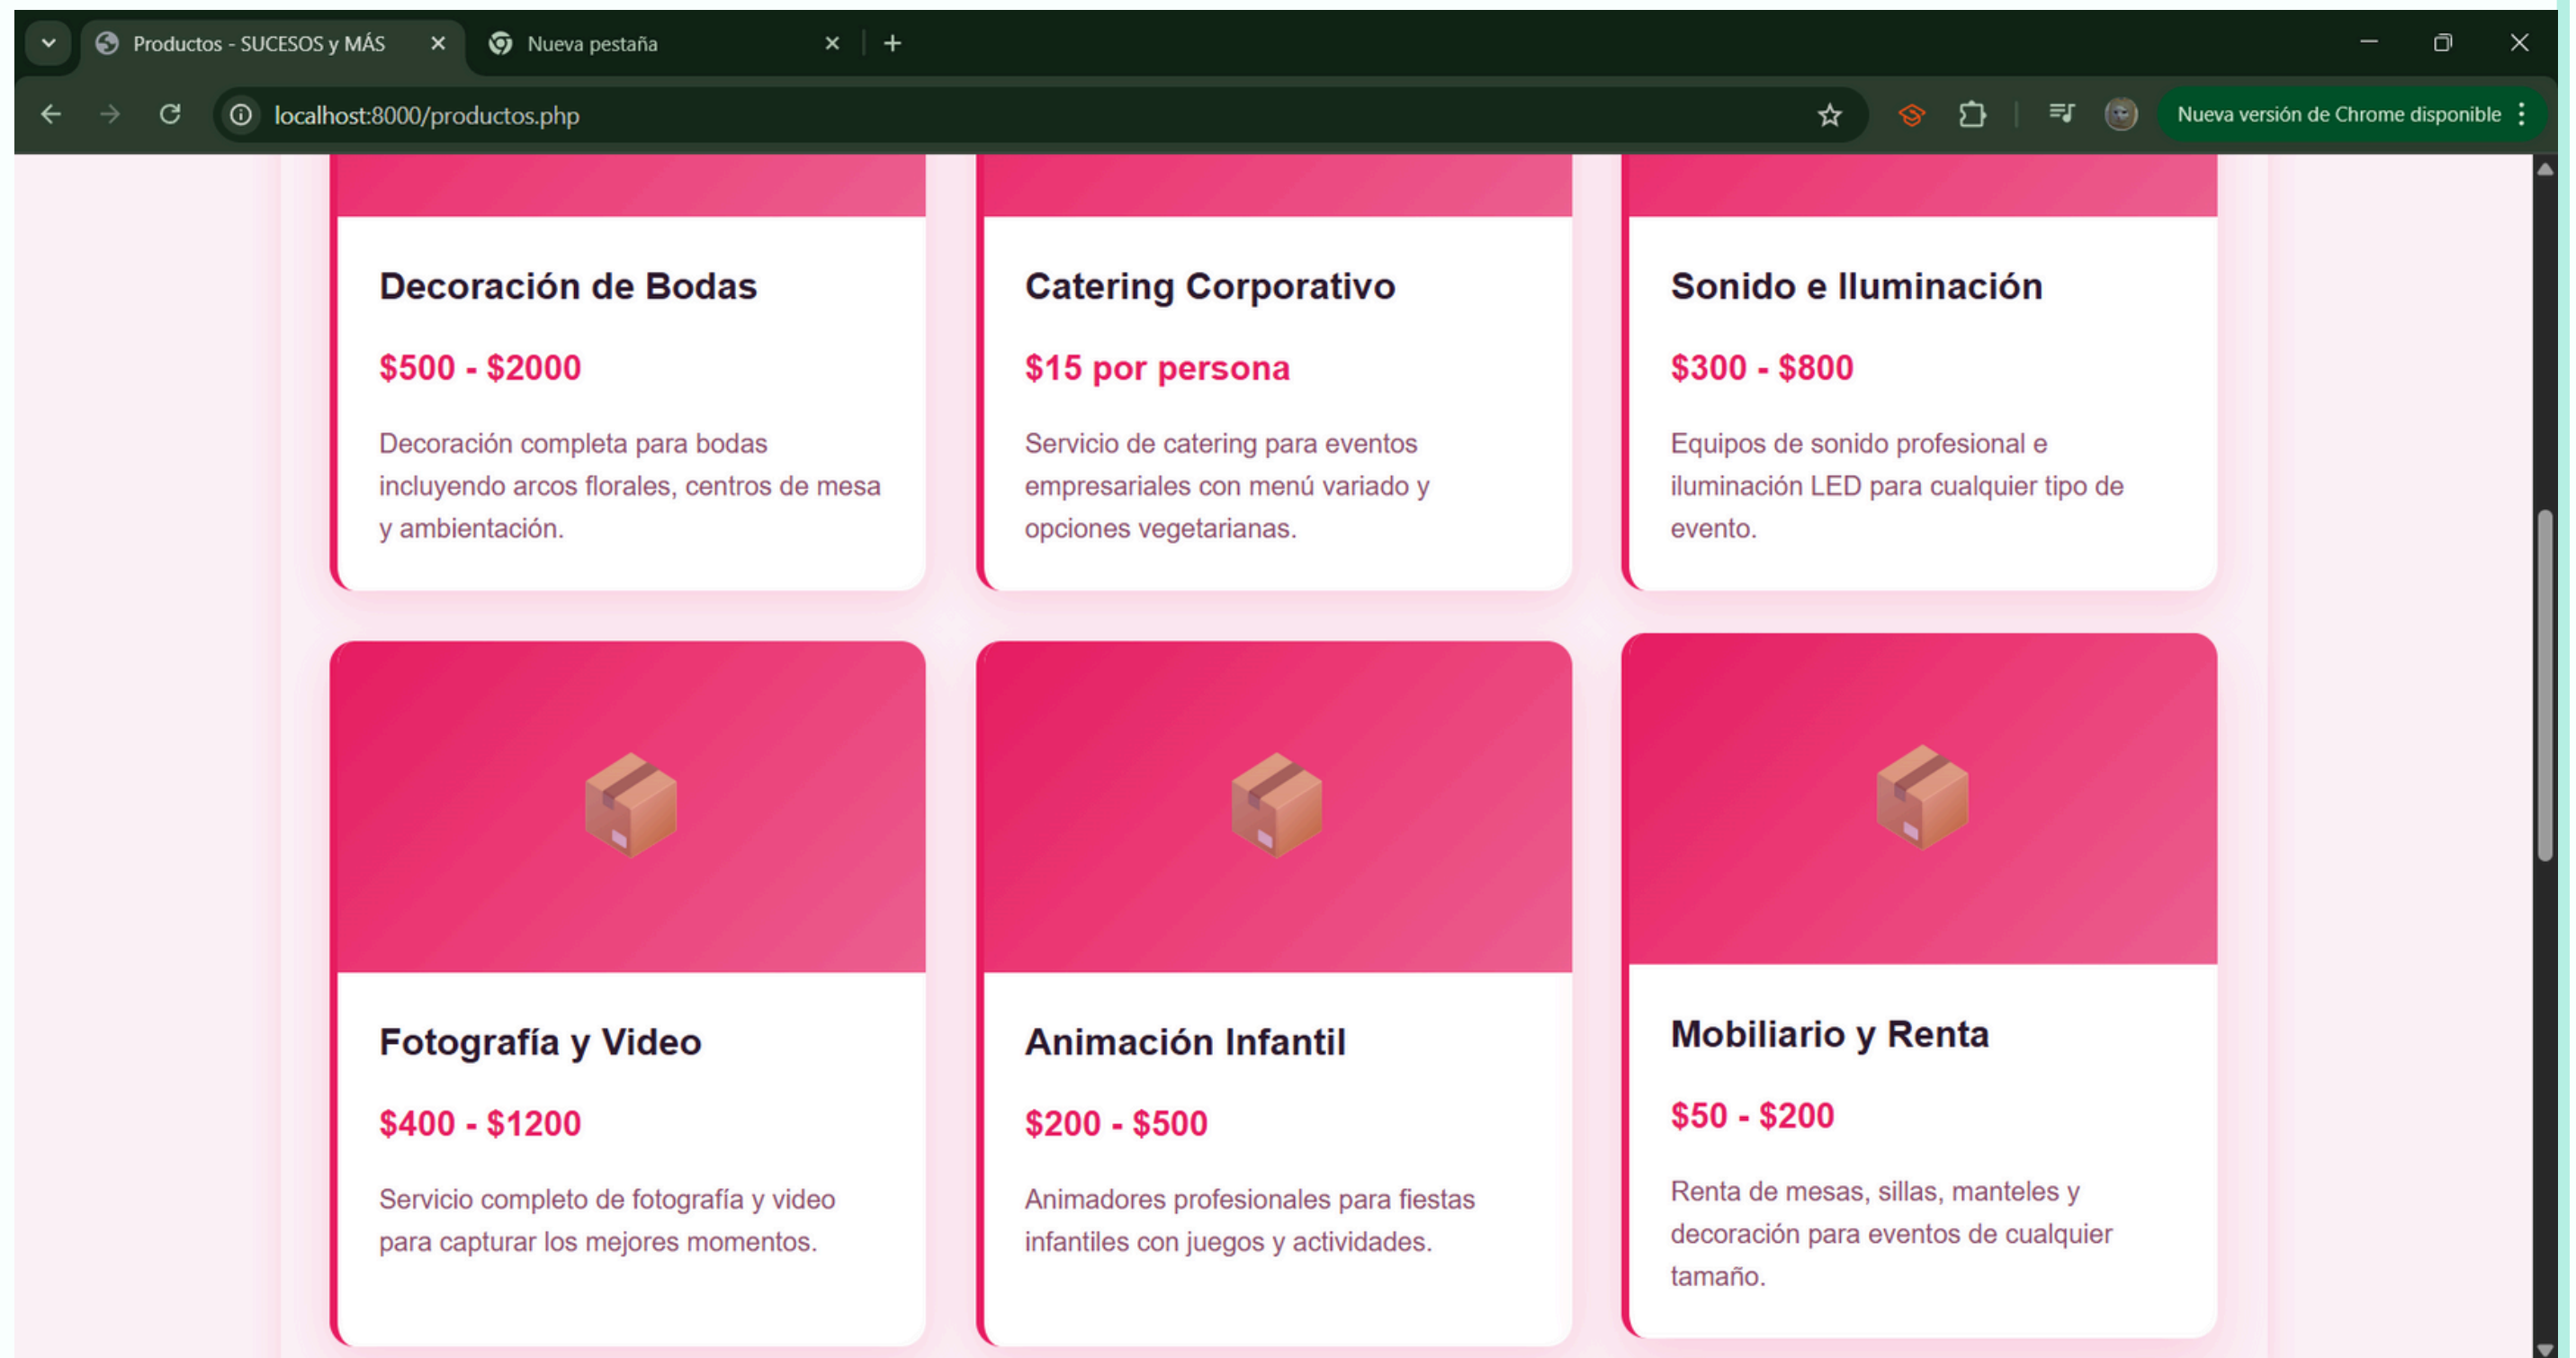 Productos - SUCESOS y MÁS
Nueva pestaña
localhost:8000/productos.php
Nueva versión de Chrome disponible
Decoración de Bodas
$500 - $2000
Decoración completa para bodas
incluyendo arcos florales, centros de mesa
y ambientación.
Catering Corporativo
$15 por persona
Servicio de catering para eventos
empresariales con menú variado y
opciones vegetarianas.
Sonido e Iluminación
$300 - $800
Equipos de sonido profesional e
iluminación LED para cualquier tipo de
evento.
Fotografía y Video
$400 - $1200
Servicio completo de fotografía y video
para capturar los mejores momentos.
Animación Infantil
$200 - $500
Animadores profesionales para fiestas
infantiles con juegos y actividades.
Mobiliario y Renta
$50 - $200
Renta de mesas, sillas, manteles y
decoración para eventos de cualquier
tamaño.